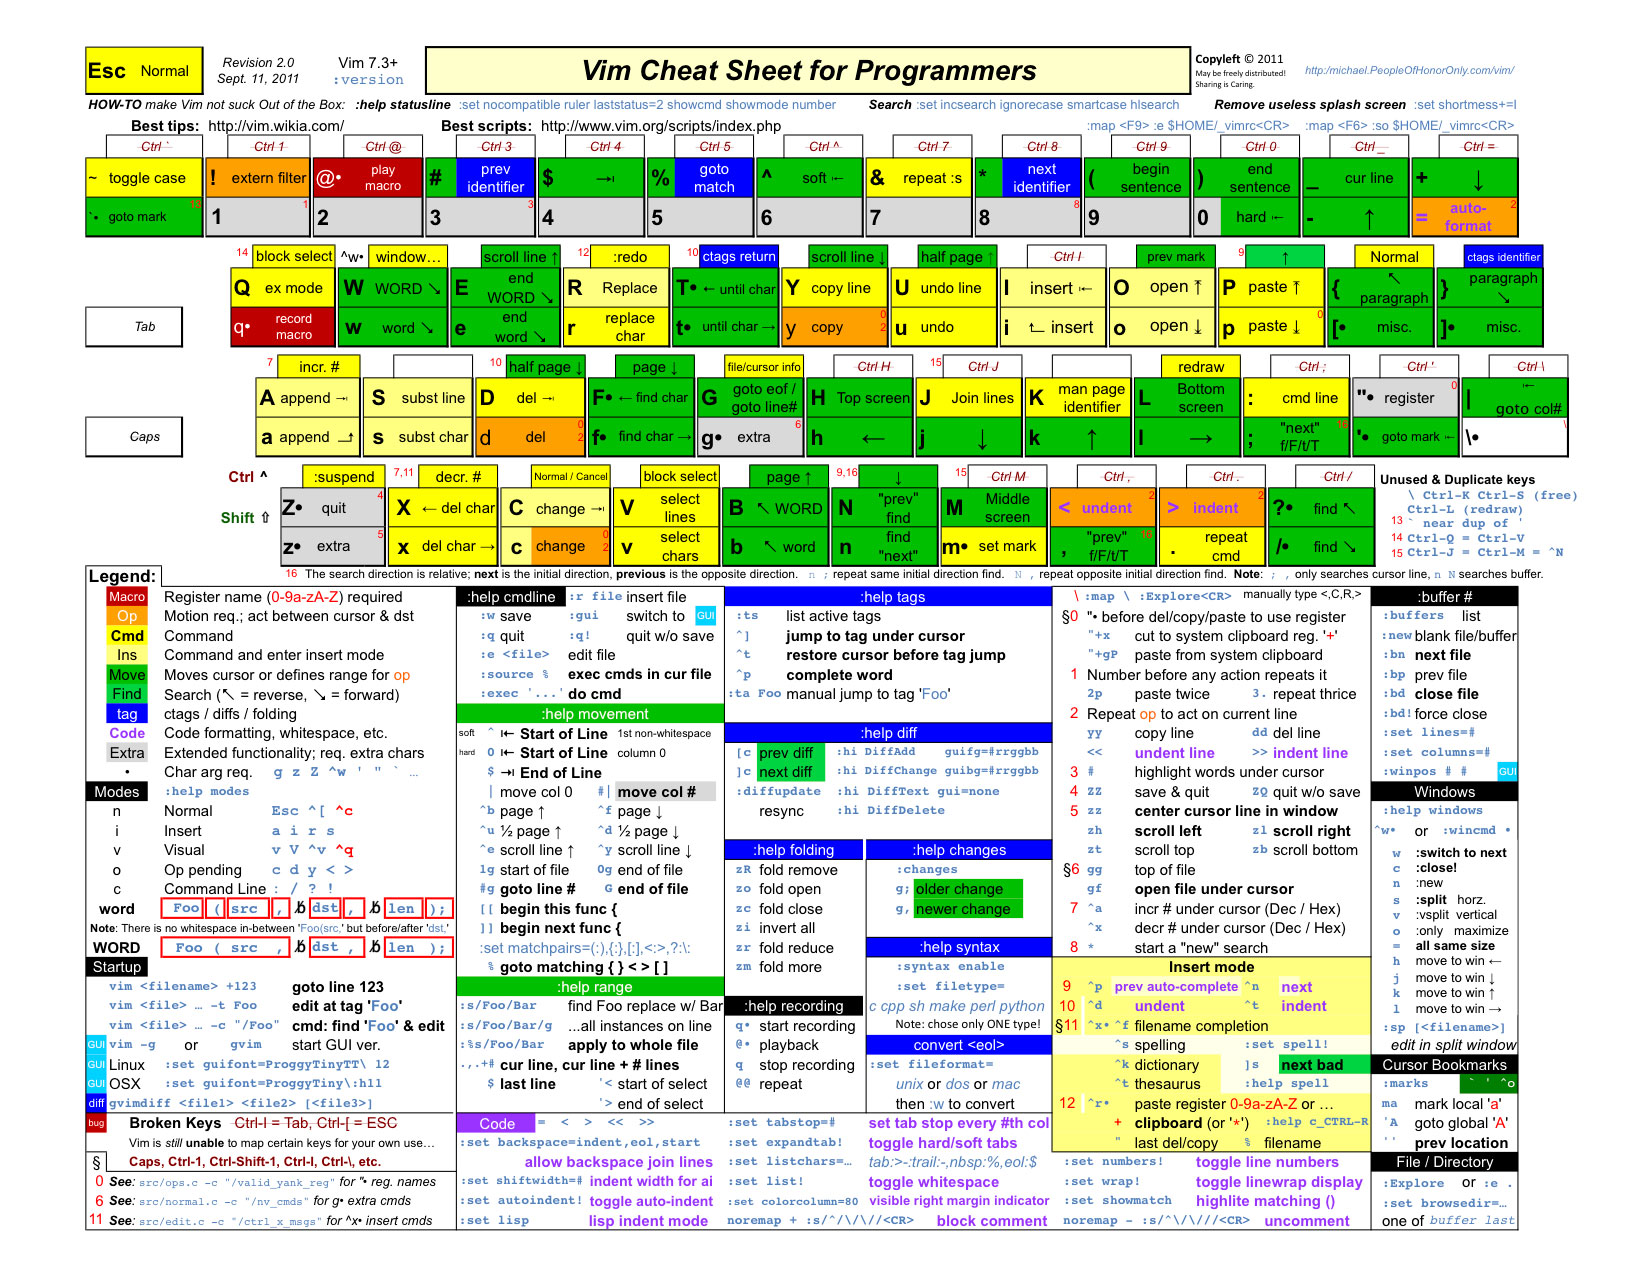 Esc Normal
Revision 2.0
Sept. 11, 2011
Vim 7.3+
:version
Vim Cheat Sheet for Programmers
Copyleft © 2011
May be freely distributed!
Sharing is Caring.
http:/michael.PeopleOfHonorOnly.com/vim/
HOW-TO make Vim not suck Out of the Box: :help statusline :set nocompatible ruler laststatus=2 showcmd showmode number Search :set incsearch ignorecase smartcase hlsearch Remove useless splash screen :set shortmess+=I
Best tips: http://vim.wikia.com/ Best scripts: http://www.vim.org/scripts/index.php :map <F9> :e $HOME/_vimrc<CR> :map <F6> :so $HOME/_vimrc<CR>
Ctrl ` Ctrl 1 Ctrl @ Ctrl 3 Ctrl 4 Ctrl 5 Ctrl ^ Ctrl 7 Ctrl 8 Ctrl 9 Ctrl 0 Ctrl _ Ctrl =
~ toggle case ! extern filter @• play macro # prev identifier $ ⇥ % goto match ^ soft ⇤ & repeat :s * next identifier ( begin sentence ) end sentence _ cur line + ↓
`• goto mark 13 1 1 2 3 3 4 5 6 7 8 8 9 0 hard ⇤ - ↑ = auto-format 2
14 block select ^w• window… scroll line ↑ 12 :redo 10 ctags return scroll line ↓ half page ↑ Ctrl I prev mark 9 ↑ Normal ctags identifier
Q ex mode W WORD ↘ E end WORD ↘ R Replace T• ← until char Y copy line U undo line I insert ⇤ O open ⤒ P paste ⤒ { ↖ paragraph } paragraph ↘
Tab q• record macro w word ↘ e end word ↘ r replace char t• until char → y copy 0 2 u undo i insert o open ⤓ p paste ⤓ 0 [• misc. ]• misc.
7 incr. # 10 half page ↓ page ↓ file/cursor info Ctrl H 15 Ctrl J redraw Ctrl ; Ctrl ' Ctrl \
A append ⇥ S subst line D del ⇥ F• ← find char G goto eof / goto line# H Top screen J Join lines K man page identifier L Bottom screen : cmd line "• register 0 | ⇤ goto col#
Caps a append s subst char d del 0 2 f• find char → g• extra 6 h ← j ↓ k ↑ l → ; "next" f/F/t/T 16 '• goto mark ⇤ \• \
Ctrl ^ :suspend 7,11 decr. # Normal / Cancel block select page ↑ 9,16 ↓ 15 Ctrl M Ctrl , Ctrl . Ctrl /
Shift ⇧ Z• quit 4 X ← del char C change ⇥ V select lines B ↖ WORD N "prev" find M Middle screen < undent 2 > indent 2 ?• find ↖
z• extra 5 x del char → c change 0 2 v select chars b ↖ word n find "next" m• set mark , "prev" f/F/t/T 16 . repeat cmd /• find ↘
Unused & Duplicate keys
\ Ctrl-K Ctrl-S (free)
Ctrl-L (redraw)
13 ` near dup of '
14 Ctrl-Q = Ctrl-V
15 Ctrl-J = Ctrl-M = ^N
16 The search direction is relative; next is the initial direction, previous is the opposite direction. n ; repeat same initial direction find. N , repeat opposite initial direction find. Note: ; , only searches cursor line, n N searches buffer.
Legend:
Macro Register name (0-9a-zA-Z) required
Op Motion req.; act between cursor & dst
Cmd Command
Ins Command and enter insert mode
Move Moves cursor or defines range for op
Find Search (↖ = reverse, ↘ = forward)
tag ctags / diffs / folding
Code Code formatting, whitespace, etc.
Extra Extended functionality; req. extra chars
• Char arg req. g z Z ^w ' " ` …
Modes :help modes
n Normal Esc ^[ ^c
i Insert a i r s
v Visual v V ^v ^q
o Op pending c d y < >
c Command Line : / ? !
word Foo ( src , ␢ dst , ␢ len );
Note: There is no whitespace in-between 'Foo(src,' but before/after 'dst,'
WORD Foo ( src , ␢ dst , ␢ len );
Startup
vim <filename> +123 goto line 123
vim <file> … -t Foo edit at tag 'Foo'
vim <file> … -c "/Foo" cmd: find 'Foo' & edit
GUI vim -g or gvim start GUI ver.
GUI Linux :set guifont=ProggyTinyTT\ 12
GUI OSX :set guifont=ProggyTiny\:h11
diff gvimdiff <file1> <file2> [<file3>]
bug Broken Keys Ctrl-I = Tab, Ctrl-[ = ESC
Vim is still unable to map certain keys for your own use…
§ Caps, Ctrl-1, Ctrl-Shift-1, Ctrl-I, Ctrl-\, etc.
0 See: src/ops.c -c "/valid_yank_reg" for "• reg. names
6 See: src/normal.c -c "/nv_cmds" for g• extra cmds
11 See: src/edit.c -c "/ctrl_x_msgs" for ^x• insert cmds
:help cmdline :r file insert file
:w save :gui switch to GUI
:q quit :q! quit w/o save
:e <file> edit file
:source % exec cmds in cur file
:exec '...' do cmd
:help movement
soft ^ ⇤ Start of Line 1st non-whitespace
hard 0 ⇤ Start of Line column 0
$ ⇥ End of Line
| move col 0 #| move col #
^b page ↑ ^f page ↓
^u ½ page ↑ ^d ½ page ↓
^e scroll line ↑ ^y scroll line ↓
1g start of file 0g end of file
#g goto line # G end of file
[[ begin this func {
]] begin next func {
:set matchpairs=(:),{:},[:],<:>,?:\:
% goto matching { } < > [ ]
:help range
:s/Foo/Bar find Foo replace w/ Bar
:s/Foo/Bar/g ...all instances on line
:%s/Foo/Bar apply to whole file
.,.+# cur line, cur line + # lines
$ last line '< start of select
'> end of select
Code = < > << >>
:set backspace=indent,eol,start
allow backspace join lines
:set shiftwidth=# indent width for ai
:set autoindent! toggle auto-indent
:set lisp lisp indent mode
:help tags
:ts list active tags
^] jump to tag under cursor
^t restore cursor before tag jump
^p complete word
:ta Foo manual jump to tag 'Foo'
:help diff
[c prev diff :hi DiffAdd guifg=#rrggbb
]c next diff :hi DiffChange guibg=#rrggbb
:diffupdate :hi DiffText gui=none
resync :hi DiffDelete
:help folding
zR fold remove
zo fold open
zc fold close
zi invert all
zr fold reduce
zm fold more
:help recording
q• start recording
@• playback
q stop recording
@@ repeat
:help changes
:changes
g; older change
g, newer change
:help syntax
:syntax enable
:set filetype=
c cpp sh make perl python
Note: chose only ONE type!
convert <eol>
:set fileformat=
unix or dos or mac
then :w to convert
:set tabstop=# set tab stop every #th col
:set expandtab! toggle hard/soft tabs
:set listchars=… tab:>-:trail:-,nbsp:%,eol:$
:set list! toggle whitespace
:set colorcolumn=80 visible right margin indicator
noremap + :s/^/\/\//<CR> block comment
\ :map \ :Explore<CR> manually type <,C,R,>
§0 "• before del/copy/paste to use register
"+x cut to system clipboard reg. '+'
"+gP paste from system clipboard
1 Number before any action repeats it
2p paste twice 3. repeat thrice
2 Repeat op to act on current line
yy copy line dd del line
<< undent line >> indent line
3 # highlight words under cursor
4 ZZ save & quit ZQ quit w/o save
5 zz center cursor line in window
zh scroll left zl scroll right
zt scroll top zb scroll bottom
§6 gg top of file
gf open file under cursor
7 ^a incr # under cursor (Dec / Hex)
^x decr # under cursor (Dec / Hex)
8 * start a "new" search
Insert mode
9 ^p prev auto-complete ^n next
10 ^d undent ^t indent
§11 ^x• ^f filename completion
^s spelling :set spell!
^k dictionary ]s next bad
^t thesaurus :help spell
12 ^r• paste register 0-9a-zA-Z or …
+ clipboard (or '*') :help c_CTRL-R
" last del/copy % filename
:set numbers! toggle line numbers
:set wrap! toggle linewrap display
:set showmatch highlite matching ()
noremap - :s/^\/\///<CR> uncomment
:buffer #
:buffers list
:new blank file/buffer
:bn next file
:bp prev file
:bd close file
:bd! force close
:set lines=#
:set columns=#
:winpos # # GUI
Windows
:help windows
^w• or :wincmd •
w :switch to next
c :close!
n :new
s :split horz.
v :vsplit vertical
o :only maximize
= all same size
h move to win ←
j move to win ↓
k move to win ↑
l move to win →
:sp [<filename>]
edit in split window
Cursor Bookmarks
:marks ` ' ^o
ma mark local 'a'
'A goto global 'A'
'' prev location
File / Directory
:Explore or :e .
:set browsedir=…
one of buffer last